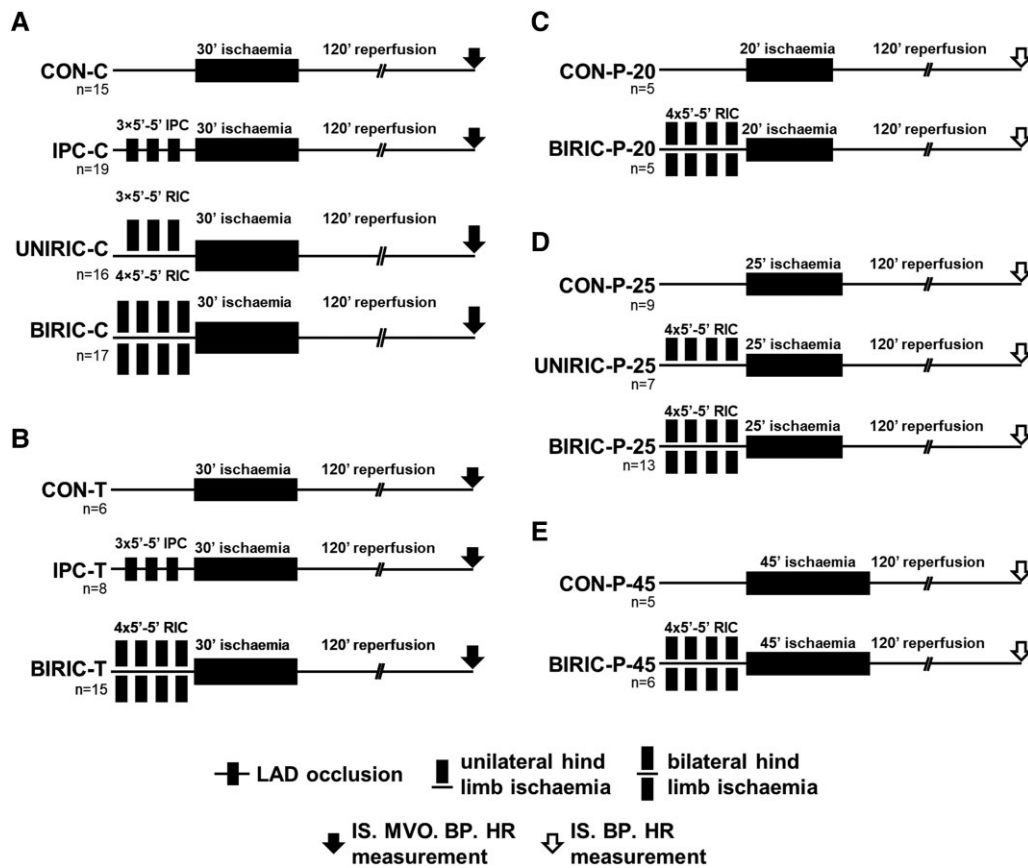 A
30’ ischaemia 120’ reperfusion
CON-C
n=15
3×5’-5’ IPC 30’ ischaemia 120’ reperfusion
IPC-C
n=19
3×5’-5’ RIC 30’ ischaemia 120’ reperfusion
UNIRIC-C
n=16
4×5’-5’ RIC 30’ ischaemia 120’ reperfusion
BIRIC-C
n=17
B
30’ ischaemia 120’ reperfusion
CON-T
n=6
3x5’-5’ IPC 30’ ischaemia 120’ reperfusion
IPC-T
n=8
4x5’-5’ RIC 30’ ischaemia 120’ reperfusion
BIRIC-T
n=15
C
20’ ischaemia 120’ reperfusion
CON-P-20
n=5
4x5’-5’ RIC 20’ ischaemia 120’ reperfusion
BIRIC-P-20
n=5
D
25’ ischaemia 120’ reperfusion
CON-P-25
n=9
4x5’-5’ RIC 25’ ischaemia 120’ reperfusion
UNIRIC-P-25
n=7
4x5’-5’ RIC 25’ ischaemia 120’ reperfusion
BIRIC-P-25
n=13
E
45’ ischaemia 120’ reperfusion
CON-P-45
n=5
4x5’-5’ RIC 45’ ischaemia 120’ reperfusion
BIRIC-P-45
n=6
LAD occlusion
unilateral hind
limb ischaemia
bilateral hind
limb ischaemia
IS. MVO. BP. HR
measurement
IS. BP. HR
measurement